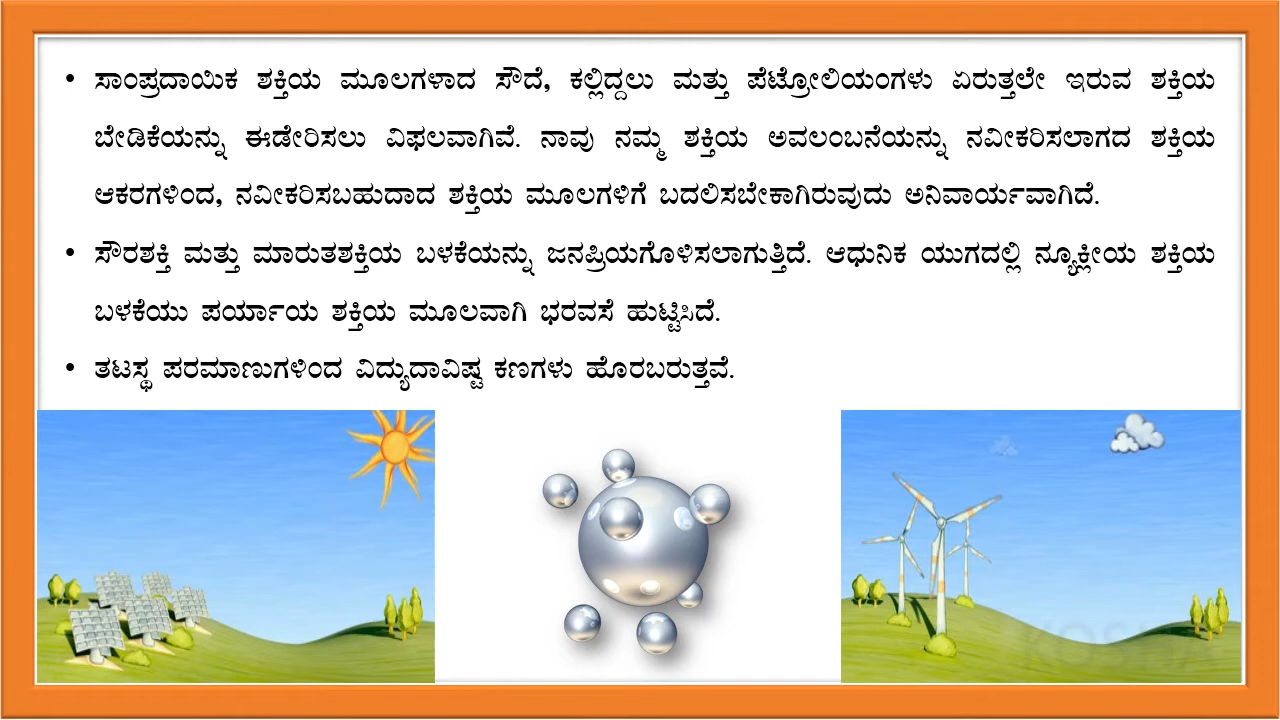 • ಸಾಂಪ್ರದಾಯಿಕ ಶಕ್ತಿಯ ಮೂಲಗಳಾದ ಸೌದೆ, ಕಲ್ಲಿದ್ದಲು ಮತ್ತು ಪೆಟ್ರೋಲಿಯಂಗಳು ಏರುತ್ತಲೇ ಇರುವ ಶಕ್ತಿಯ
ಬೇಡಿಕೆಯನ್ನು ಈಡೇರಿಸಲು ವಿಫಲವಾಗಿವೆ. ನಾವು ನಮ್ಮ ಶಕ್ತಿಯ ಅವಲಂಬನೆಯನ್ನು ನವೀಕರಿಸಲಾಗದ ಶಕ್ತಿಯ
ಆಕರಗಳಿಂದ, ನವೀಕರಿಸಬಹುದಾದ ಶಕ್ತಿಯ ಮೂಲಗಳಿಗೆ ಬದಲಿಸಬೇಕಾಗಿರುವುದು ಅನಿವಾರ್ಯವಾಗಿದೆ.
• ಸೌರಶಕ್ತಿ ಮತ್ತು ಮಾರುತಶಕ್ತಿಯ ಬಳಕೆಯನ್ನು ಜನಪ್ರಿಯಗೊಳಿಸಲಾಗುತ್ತಿದೆ. ಆಧುನಿಕ ಯುಗದಲ್ಲಿ ನ್ಯೂಕ್ಲೀಯ ಶಕ್ತಿಯ
ಬಳಕೆಯು ಪರ್ಯಾಯ ಶಕ್ತಿಯ ಮೂಲವಾಗಿ ಭರವಸೆ ಹುಟ್ಟಿಸಿದೆ.
• ತಟಸ್ಥ ಪರಮಾಣುಗಳಿಂದ ವಿದ್ಯುದಾವಿಷ್ಟ ಕಣಗಳು ಹೊರಬರುತ್ತವೆ.